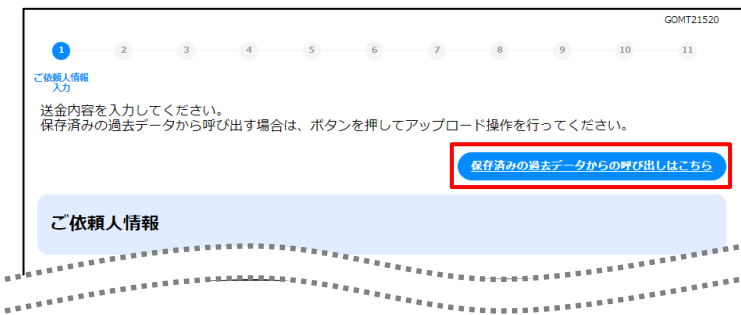 GOMT21520
1 2 3 4 5 6 7 8 9 10 11
ご依頼人情報
入力
送金内容を入力してください。
保存済みの過去データから呼び出す場合は、ボタンを押してアップロード操作を行ってください。
保存済みの過去データからの呼び出しはこちら
ご依頼人情報